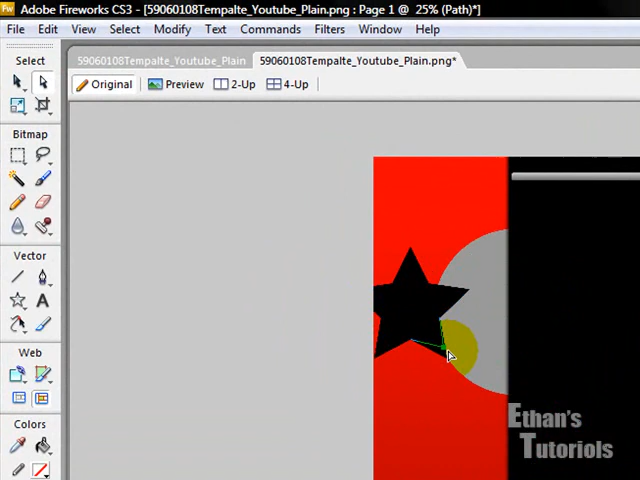 Fw Adobe Fireworks CS3 - [59060108Tempalte_Youtube_Plain.png : Page 1 @ 25% (Path)*]
File Edit View Select Modify Text Commands Filters Window Help
Select
59060108Tempalte_Youtube_Plain
59060108Tempalte_Youtube_Plain.png*
Original Preview 2-Up 4-Up
Bitmap
Vector
A
Web
Colors
Ethan's
Tutoriols